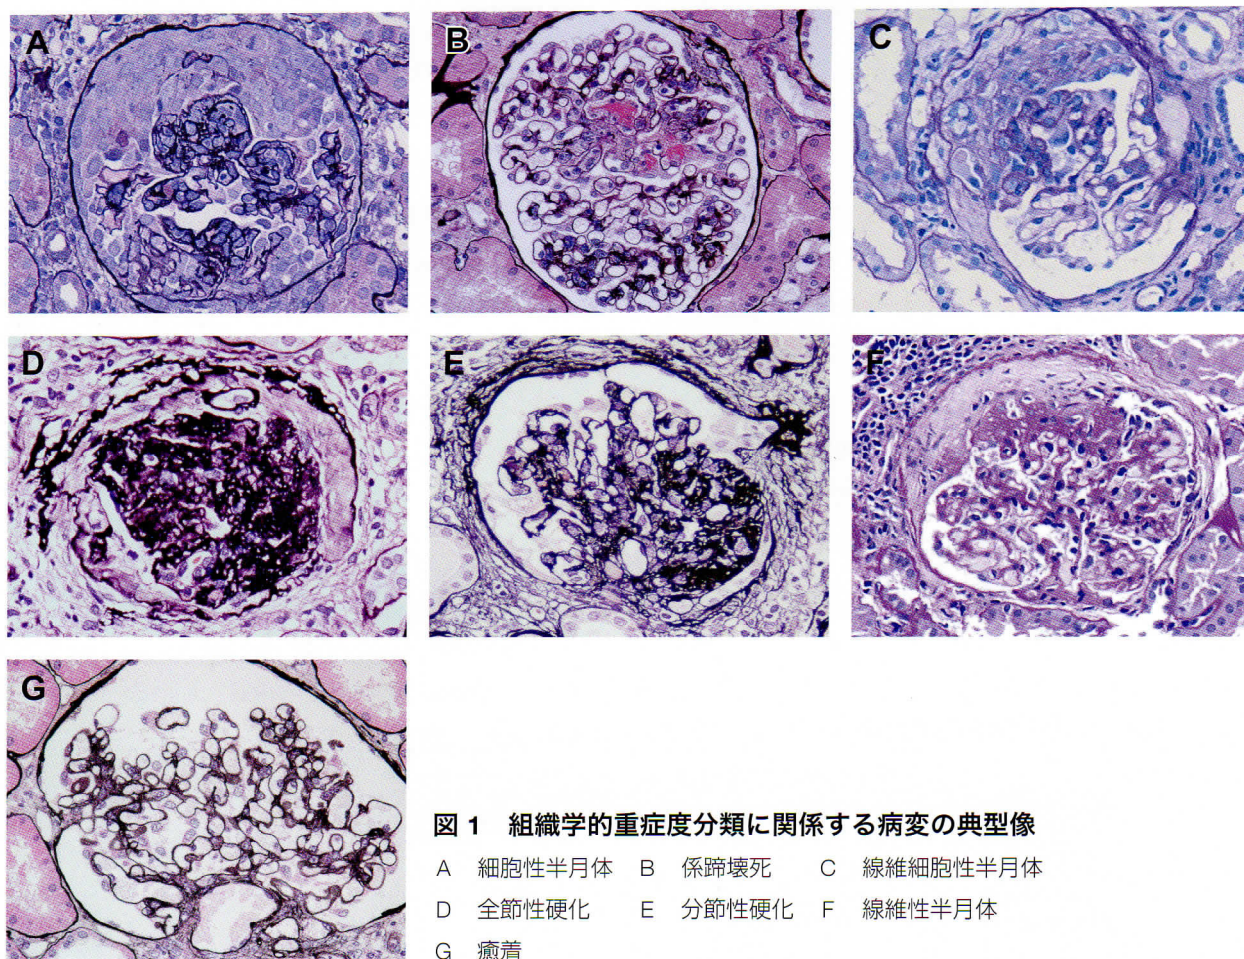 A
B
C
D
E
F
G
図 1 組織学的重症度分類に関係する病変の典型像
A 細胞性半月体 B 係蹄壊死 C 線維細胞性半月体
D 全節性硬化 E 分節性硬化 F 線維性半月体
G 癒着